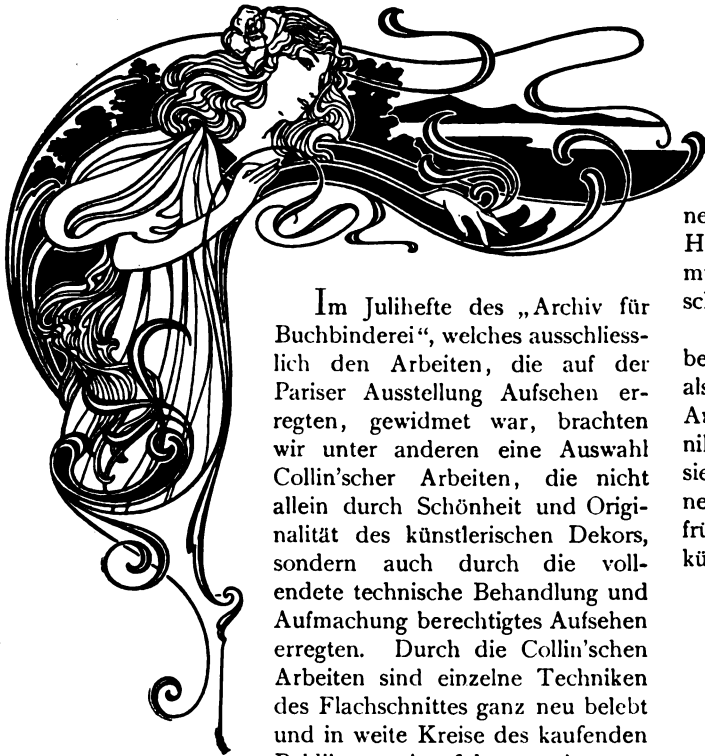 Im Julihefte des „Archiv für
Buchbinderei“, welches ausschliess-
lich den Arbeiten, die auf der
Pariser Ausstellung Aufsehen er-
regten, gewidmet war, brachten
wir unter anderen eine Auswahl
Collin'scher Arbeiten, die nicht
allein durch Schönheit und Origi-
nalität des künstlerischen Dekors,
sondern auch durch die voll-
endete technische Behandlung und
Aufmachung berechtigtes Aufsehen
erregten. Durch die Collin'schen
Arbeiten sind einzelne Techniken
des Flachschnittes ganz neu belebt
und in weite Kreise des kaufenden
ne
H
sc
be
als
nil
sie
ne
frü
kü